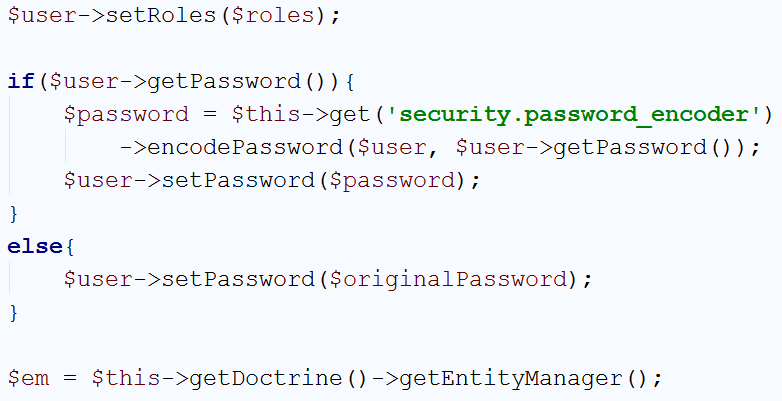 $user->setRoles($roles);
if($user->getPassword()){
$password = $this->get('security.password_encoder')
->encodePassword($user, $user->getPassword());
$user->setPassword($password);
}
else{
$user->setPassword($originalPassword);
}
$em = $this->getDoctrine()->getEntityManager();